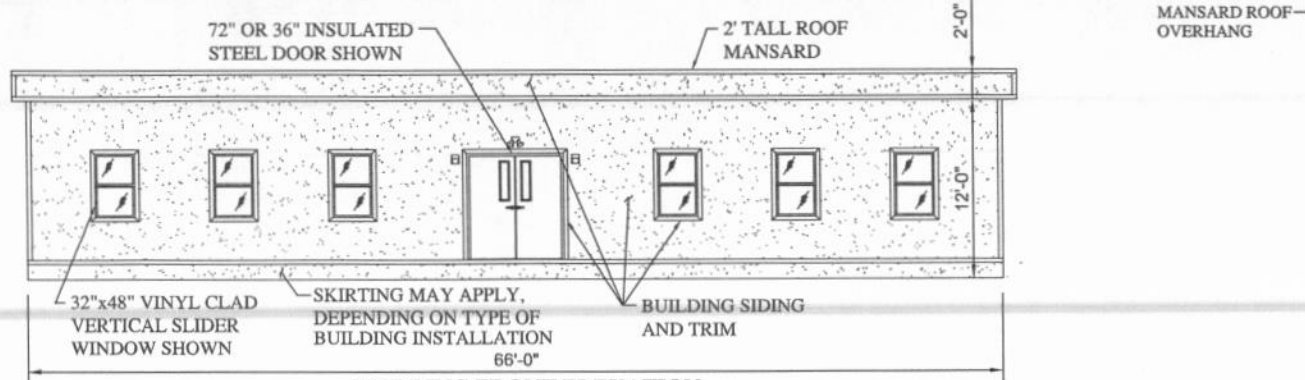 72" OR 36" INSULATED
STEEL DOOR SHOWN
2' TALL ROOF
MANSARD
2'-0"
MANSARD ROOF
OVERHANG
12'-0"
32"x48" VINYL CLAD
VERTICAL SLIDER
WINDOW SHOWN
SKIRTING MAY APPLY,
DEPENDING ON TYPE OF
BUILDING INSTALLATION
BUILDING SIDING
AND TRIM
66'-0"